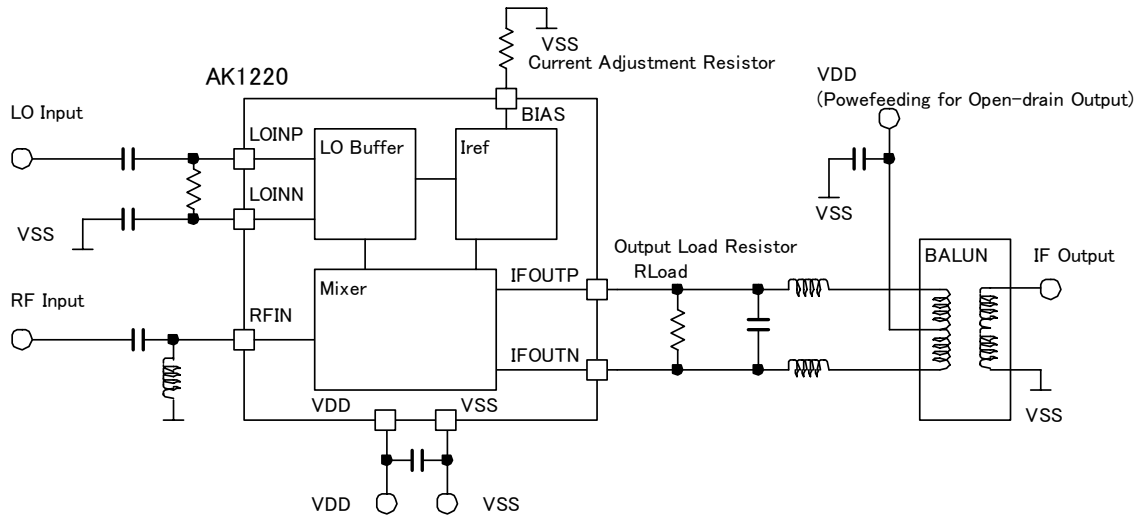 VSS
Current Adjustment Resistor
AK1220
VDD
(Powefeeding for Open-drain Output)
LO Input
BIAS
LOINP
LO Buffer
Iref
LOINN
VSS
VSS
Output Load Resistor
RLoad
BALUN
IF Output
IFOUTP
Mixer
RF Input
RFIN
IFOUTN
VDD
VSS
VSS
VDD
VSS